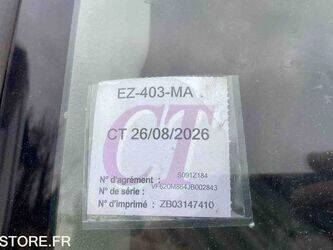 EZ-403-MA
CT
CT 26/08/2026
N° d'agrément : S091Z184
N° de série : VF620M864JB002843
N° d'imprimé : ZB03147410
STORE.FR